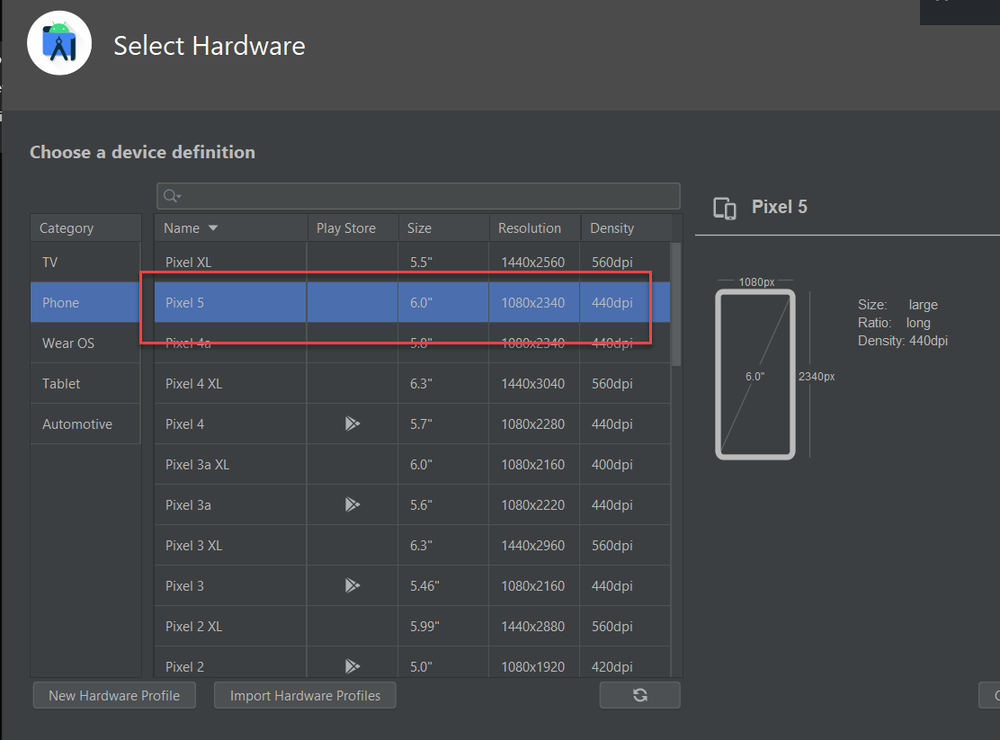 Select Hardware
Choose a device definition
Category
TV
Phone
Wear OS
Tablet
Automotive
Name Play Store Size Resolution Density
Pixel XL 5.5" 1440x2560 560dpi
Pixel 5 6.0" 1080x2340 440dpi
Pixel 4a 5.8" 1080x2340 440dpi
Pixel 4 XL 6.3" 1440x3040 560dpi
Pixel 4 5.7" 1080x2280 440dpi
Pixel 3a XL 6.0" 1080x2160 400dpi
Pixel 3a 5.6" 1080x2220 440dpi
Pixel 3 XL 6.3" 1440x2960 560dpi
Pixel 3 5.46" 1080x2160 440dpi
Pixel 2 XL 5.99" 1440x2880 560dpi
Pixel 2 5.0" 1080x1920 420dpi
New Hardware Profile
Import Hardware Profiles
Pixel 5
1080px
6.0"
2340px
Size: large
Ratio: long
Density: 440dpi